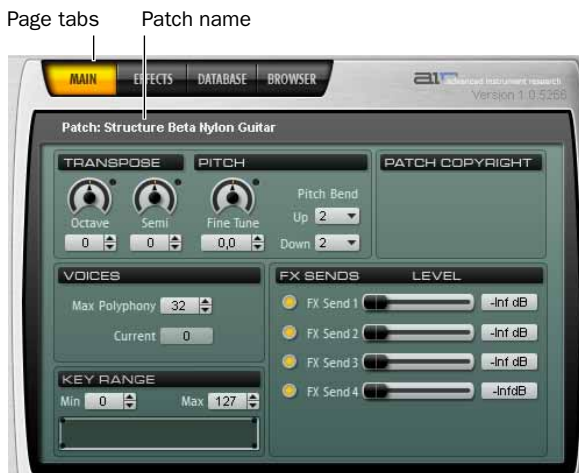 Page tabs Patch name
MAIN EFFECTS DATABASE BROWSER
advanced instrument research
Version 1.0.5266
Patch: Structure Beta Nylon Guitar
TRANSPOSE PITCH PATCH COPYRIGHT
Pitch Bend
Octave Semi Fine Tune Up 2
0 0 0,0 Down 2
VOICES
Max Polyphony 32
Current 0
KEY RANGE
Min 0 Max 127
FX SENDS LEVEL
FX Send 1 -Inf dB
FX Send 2 -Inf dB
FX Send 3 -Inf dB
FX Send 4 -InfdB